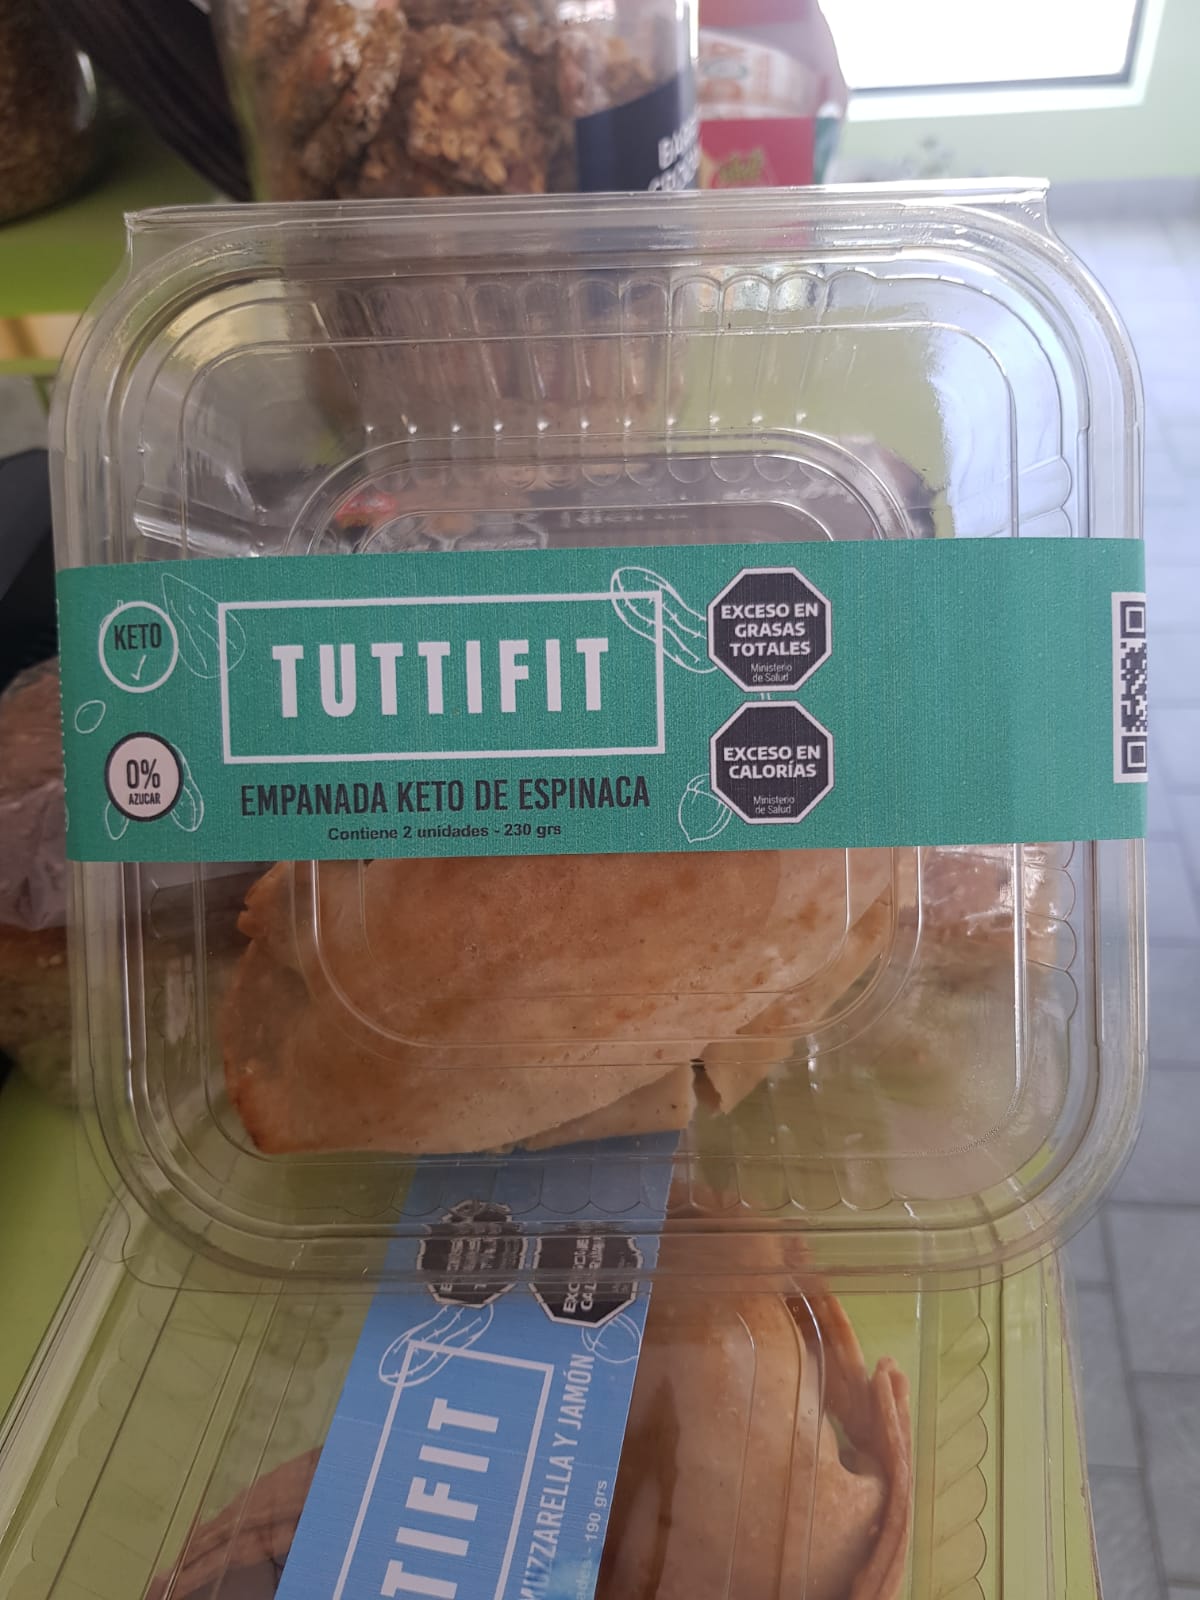 KETO
TUTTIFIT
0%
AZUCAR
EMPANADA KETO DE ESPINACA
Contiene 2 unidades - 230 grs
EXCESO EN
GRASAS
TOTALES
Ministerio
de Salud
EXCESO EN
CALORÍAS
Ministerio
de Salud
TIFIT
MUZZARELLA Y JAMÓN
ades - 190 grs